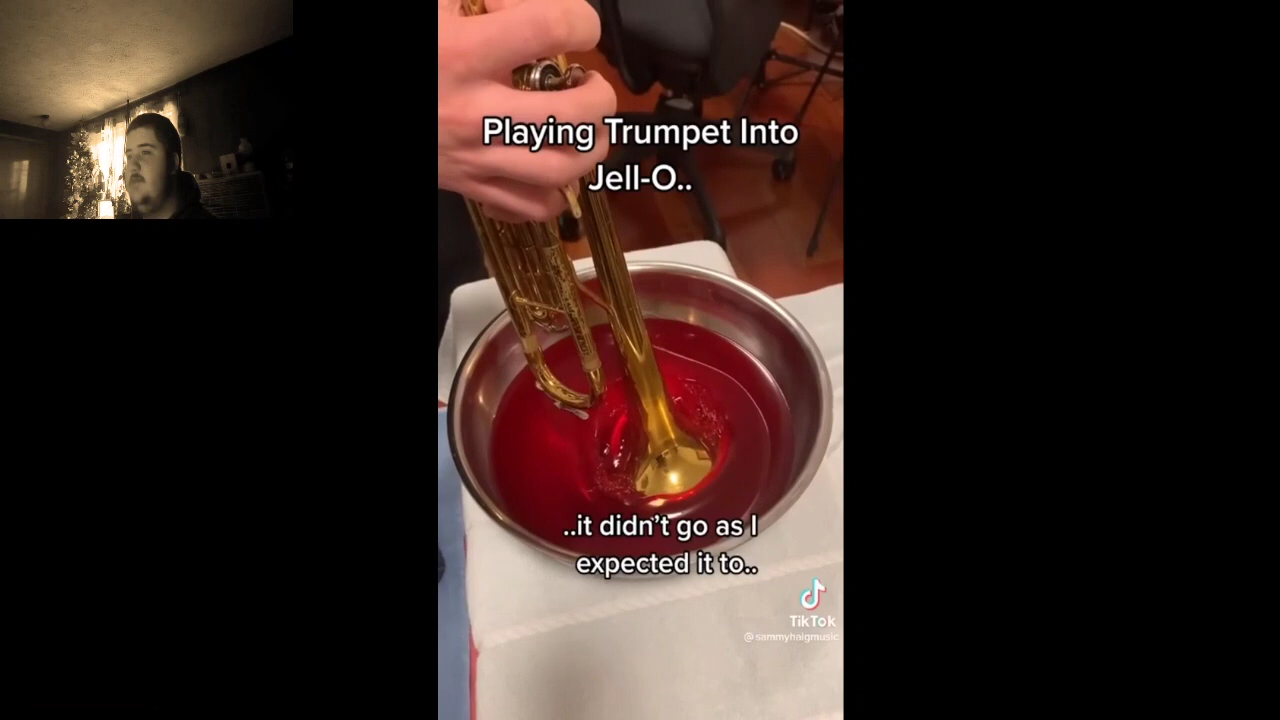 Playing Trumpet Into
Jell-O..
..it didn't go as I
expected it to..
TikTok
@sammyhaigmusic